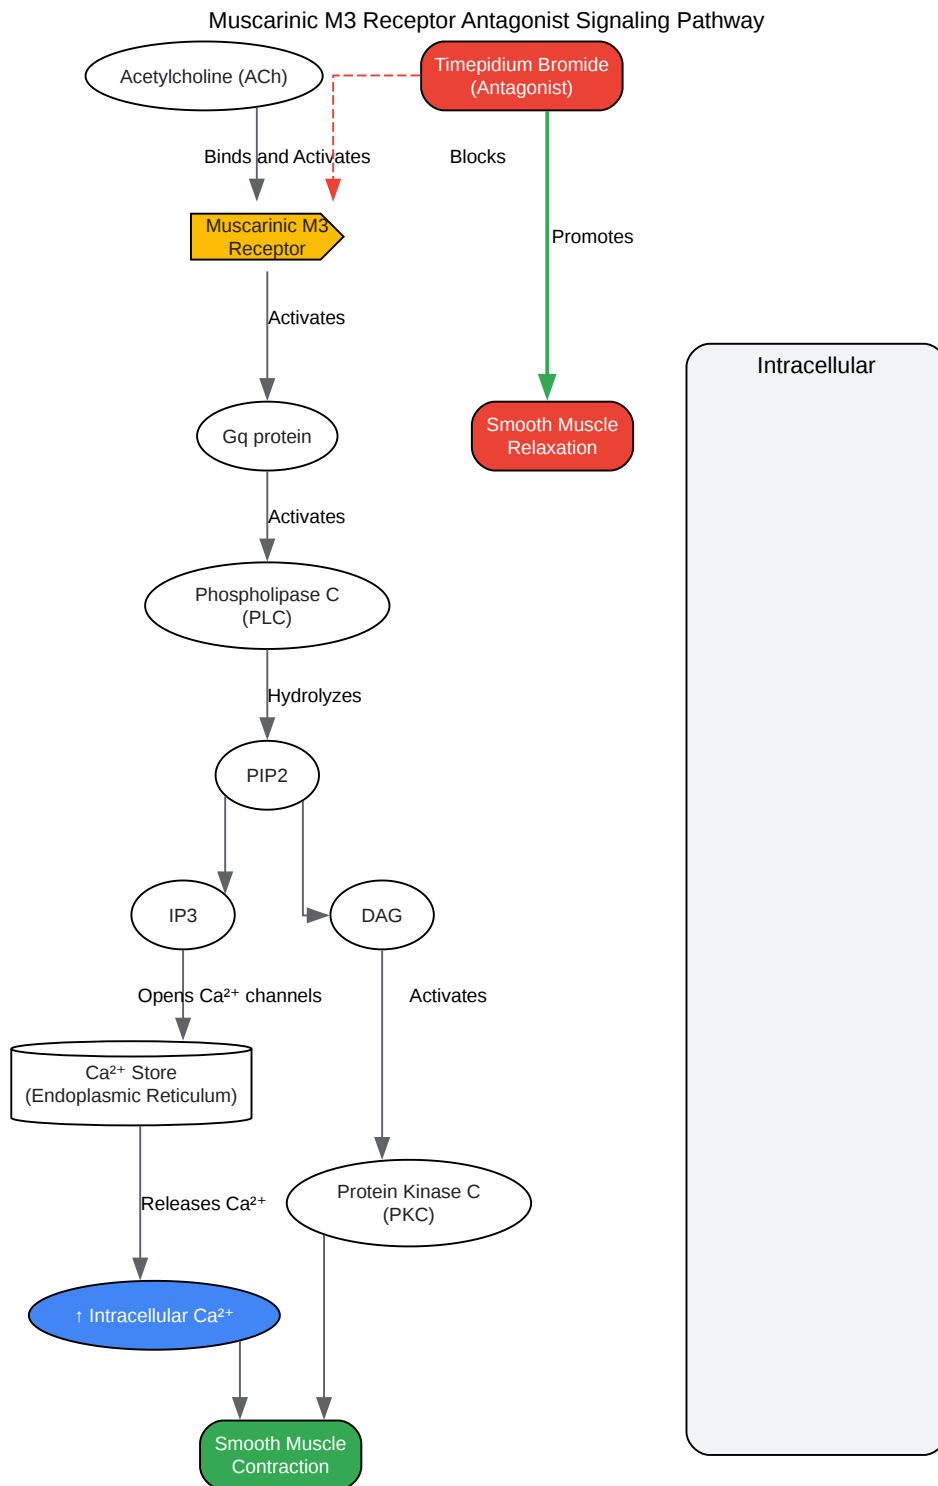 Muscarinic M3 Receptor Antagonist Signaling Pathway
Acetylcholine (ACh)
Timepidium Bromide
(Antagonist)
Binds and Activates
Blocks
Muscarinic M3
Receptor
Promotes
Activates
Intracellular
Gq protein
Smooth Muscle
Relaxation
Activates
Phospholipase C
(PLC)
Hydrolyzes
PIP2
IP3
DAG
Opens Ca²⁺ channels
Activates
Ca²⁺ Store
(Endoplasmic Reticulum)
Protein Kinase C
(PKC)
Releases Ca²⁺
↑ Intracellular Ca²⁺
Smooth Muscle
Contraction